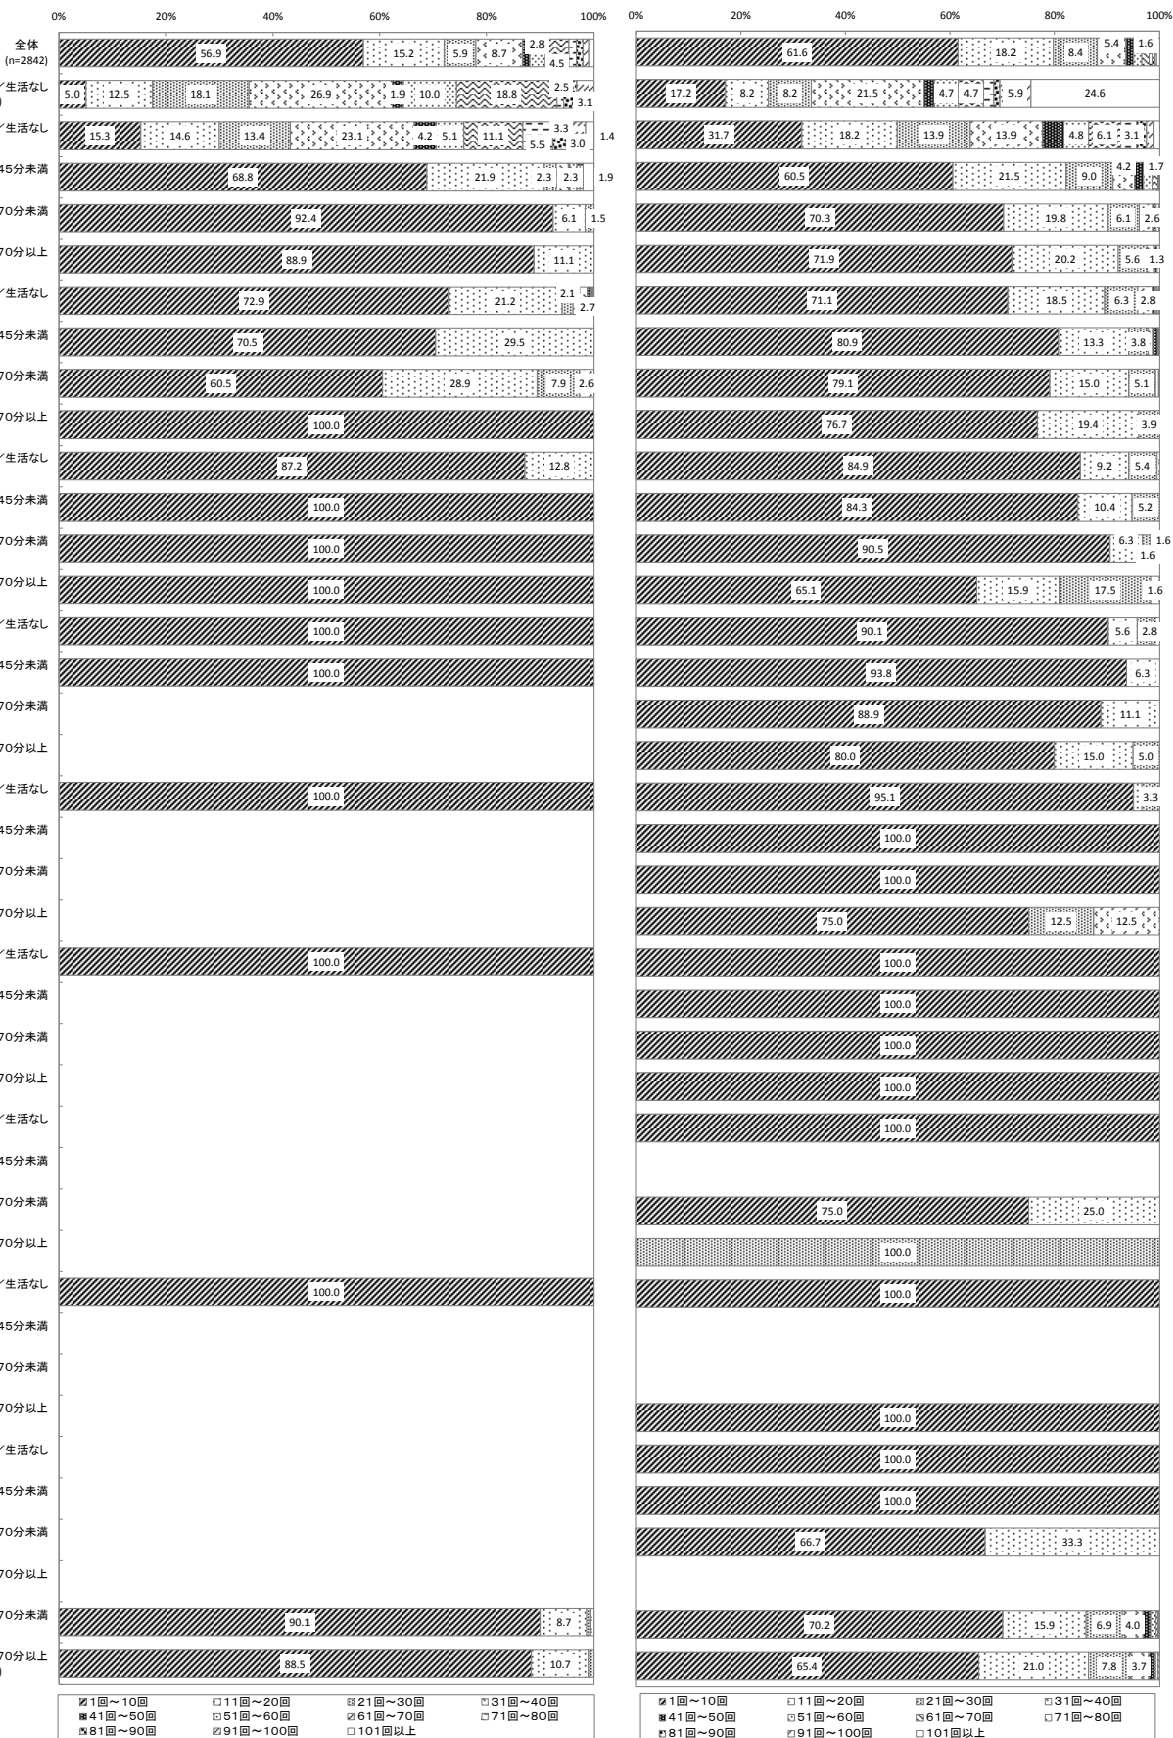 0% 20% 40% 60% 80% 100% 0% 20% 40% 60% 80% 100%
全体
(n=2842)
56.9 15.2 5.9 8.7 2.8 4.5 61.6 18.2 8.4 5.4 1.6
生活なし
)
5.0 12.5 18.1 26.9 1.9 10.0 18.8 2.5 3.1 17.2 8.2 8.2 21.5 4.7 4.7 5.9 24.6
生活なし 15.3 14.6 13.4 23.1 4.2 5.1 11.1 5.5 3.3 3.0 1.4 31.7 18.2 13.9 13.9 4.8 6.1 3.1
45分未満 68.8 21.9 2.3 2.3 1.9 60.5 21.5 9.0 4.2 1.7
70分未満 92.4 6.1 1.5 70.3 19.8 6.1 2.6
70分以上 88.9 11.1 71.9 20.2 5.6 1.3
生活なし 72.9 21.2 2.1 2.7 71.1 18.5 6.3 2.8
45分未満 70.5 29.5 80.9 13.3 3.8
70分未満 60.5 28.9 7.9 2.6 79.1 15.0 5.1
70分以上 100.0 76.7 19.4 3.9
生活なし 87.2 12.8 84.9 9.2 5.4
45分未満 100.0 84.3 10.4 5.2
70分未満 100.0 90.5 6.3 1.6 1.6
70分以上 100.0 65.1 15.9 17.5 1.6
生活なし 100.0 90.1 5.6 2.8
45分未満 100.0 93.8 6.3
70分未満 88.9 11.1
70分以上 80.0 15.0 5.0
生活なし 100.0 95.1 3.3
45分未満 100.0
70分未満 100.0
70分以上 75.0 12.5 12.5
生活なし 100.0 100.0
45分未満 100.0
70分未満 100.0
70分以上 100.0
生活なし 100.0
45分未満
70分未満 75.0 25.0
70分以上 100.0
生活なし 100.0 100.0
45分未満
70分未満
70分以上 100.0
生活なし 100.0
45分未満 100.0
70分未満 66.7 33.3
70分以上
70分未満 90.1 8.7 70.2 15.9 6.9 4.0
70分以上
)
88.5 10.7 65.4 21.0 7.8 3.7
1回～10回 11回～20回 21回～30回 31回～40回
41回～50回 51回～60回 61回～70回 71回～80回
81回～90回 91回～100回 101回以上
1回～10回 11回～20回 21回～30回 31回～40回
41回～50回 51回～60回 61回～70回 71回～80回
81回～90回 91回～100回 101回以上